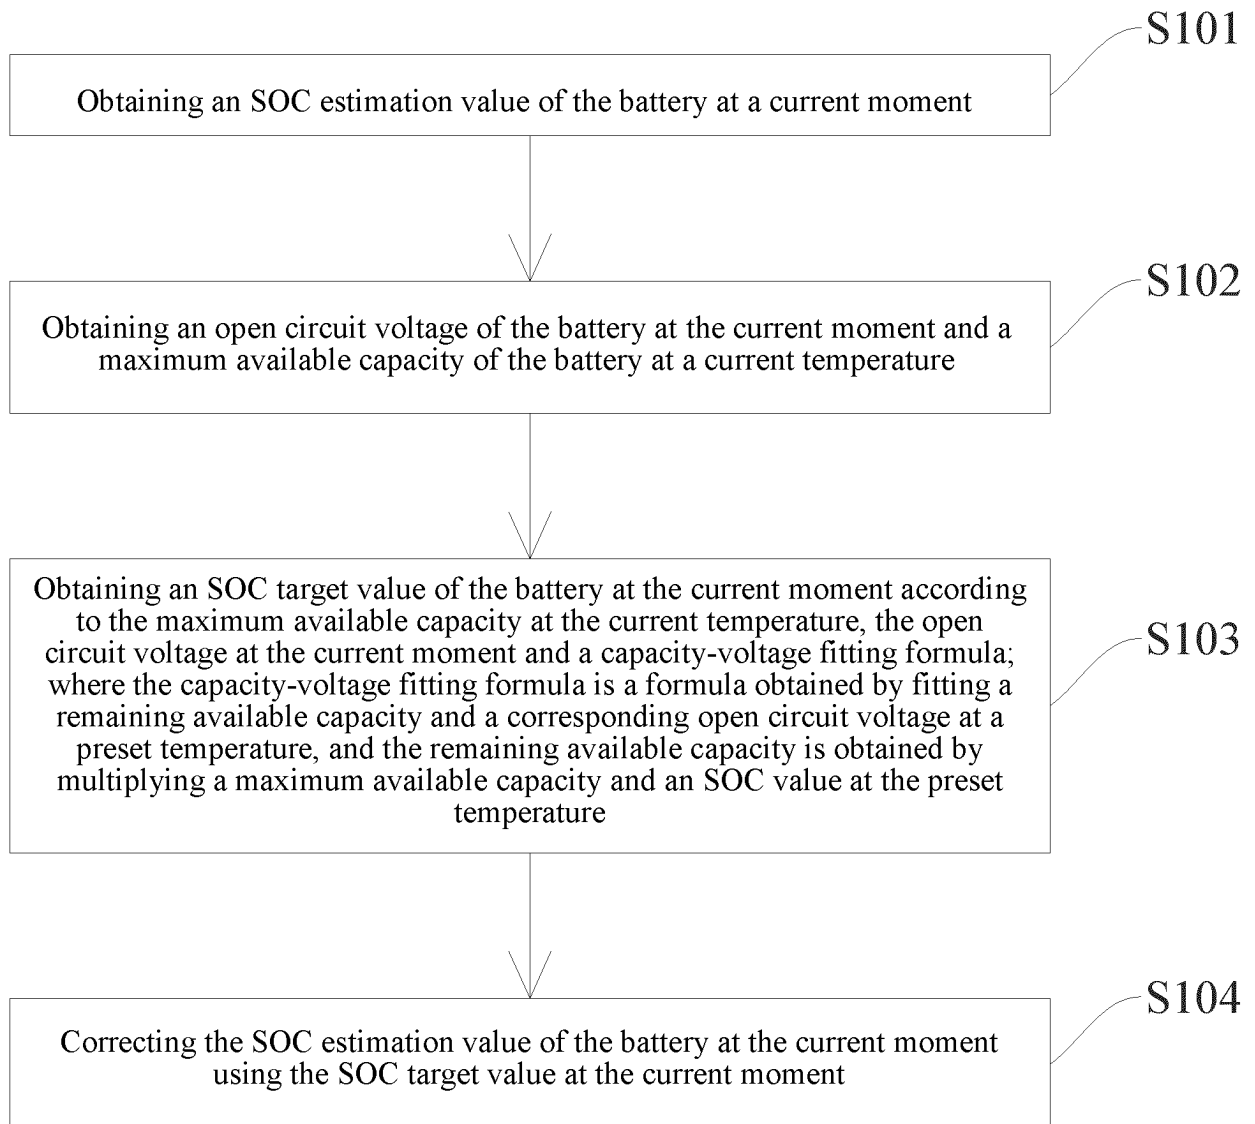 S101
Obtaining an SOC estimation value of the battery at a current moment
S102
Obtaining an open circuit voltage of the battery at the current moment and a
maximum available capacity of the battery at a current temperature
S103
Obtaining an SOC target value of the battery at the current moment according
to the maximum available capacity at the current temperature, the open
circuit voltage at the current moment and a capacity-voltage fitting formula;
where the capacity-voltage fitting formula is a formula obtained by fitting a
remaining available capacity and a corresponding open circuit voltage at a
preset temperature, and the remaining available capacity is obtained by
multiplying a maximum available capacity and an SOC value at the preset
temperature
S104
Correcting the SOC estimation value of the battery at the current moment
using the SOC target value at the current moment